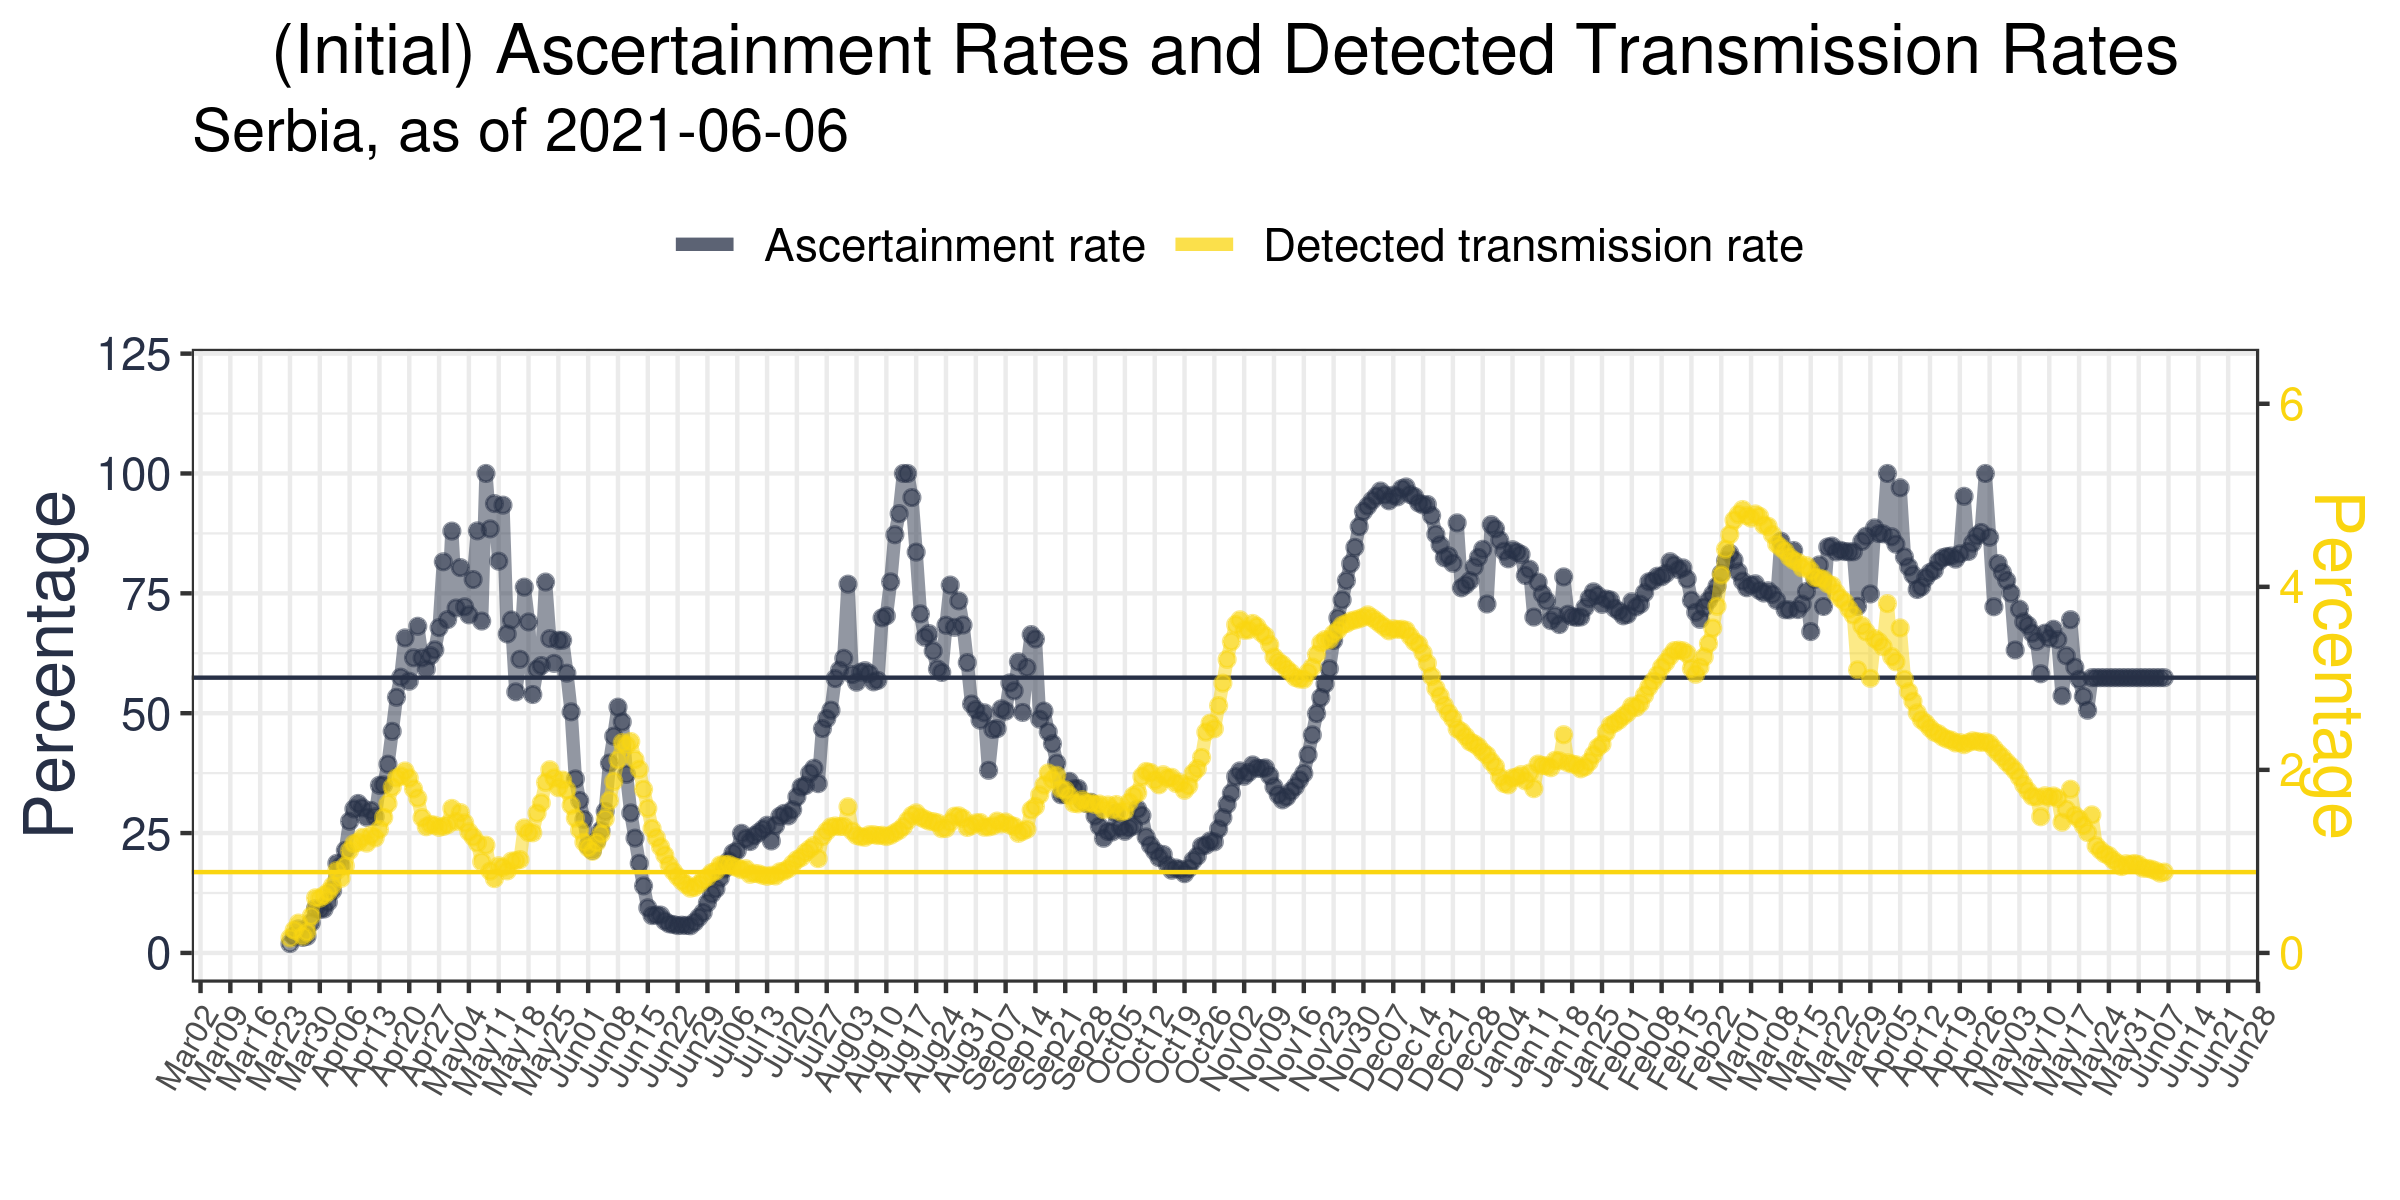 (Initial) Ascertainment Rates and Detected Transmission Rates
Serbia, as of 2021-06-06
Ascertainment rate
Detected transmission rate
125
100
75
50
25
0
Percentage
6
4
2
0
Percentage
Mar02
Mar09
Mar16
Mar23
Mar30
Apr06
Apr13
Apr20
Apr27
May04
May11
May18
May25
Jun01
Jun08
Jun15
Jun22
Jun29
Jul06
Jul13
Jul20
Jul27
Aug03
Aug10
Aug17
Aug24
Aug31
Sep07
Sep14
Sep21
Sep28
Oct05
Oct12
Oct19
Oct26
Nov02
Nov09
Nov16
Nov23
Nov30
Dec07
Dec14
Dec21
Dec28
Jan04
Jan11
Jan18
Jan25
Feb01
Feb08
Feb15
Feb22
Mar01
Mar08
Mar15
Mar22
Mar29
Apr05
Apr12
Apr19
Apr26
May03
May10
May17
May24
May31
Jun07
Jun14
Jun21
Jun28